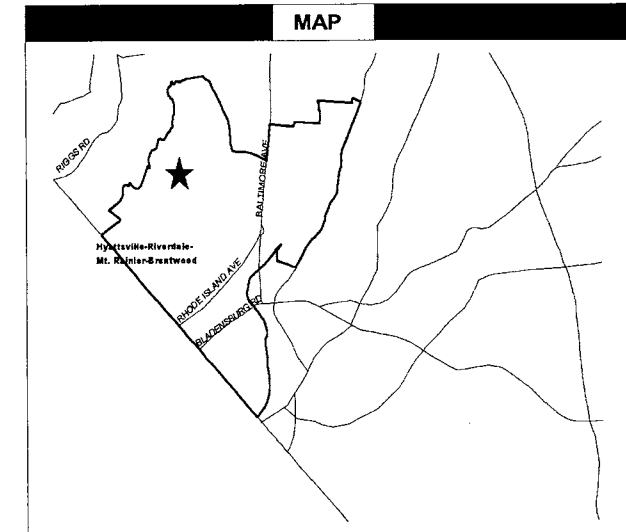 MAP
RIGGS RD
BALTIMORE AVE
Hyattsville-Riverdale-
Mt. Rainier-Brentwood
RHODE ISLAND AVE
BLADENSBURG RD